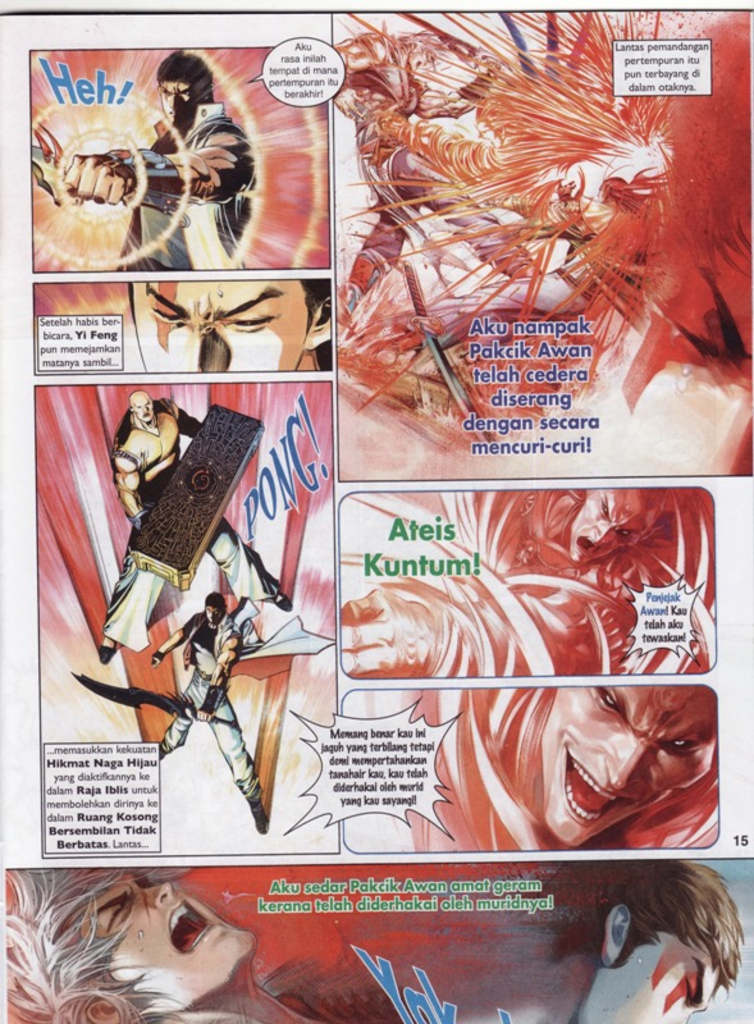 Heh!
Aku
rasa inilah
tempat di mana
pertempuran itu
berakhir!
Setelah habis ber-
bicara, Yi Feng
pun memejamkan
matanya sambil...
PONG!
...memasukkan kekuatan
Hikmat Naga Hijau
yang diaktifkannya ke
dalam Raja Iblis untuk
membolehkan dirinya ke
dalam Ruang Kosong
Bersembilan Tidak
Berbatas. Lantas...
Lantas pemandangan
pertempuran itu
pun terbayang di
dalam otaknya.
Aku nampak
Pakcik Awan
telah cedera
diserang
dengan secara
mencuri-curi!
Ateis
Kuntum!
Penjejak
Awan! Kau
telah aku
tewaskan!
Memang benar kau ini
jaguh yang terbilang tetapi
demi mempertahankan
tanahair kau, kau telah
diderhakai oleh murid
yang kau sayangi!
15
Aku sedar Pakcik Awan amat geram
kerana telah diderhakai oleh muridnya!